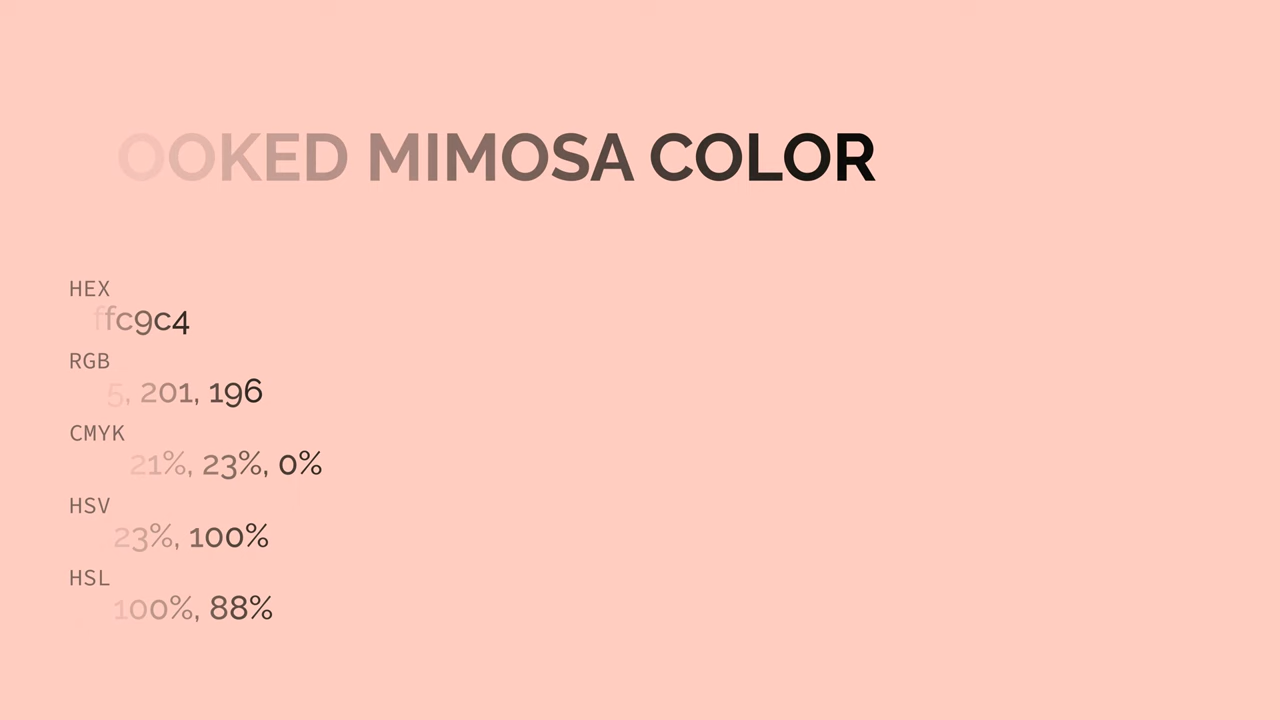 OOKED MIMOSA COLOR
HEX
ffc9c4
RGB
5, 201, 196
CMYK
21%, 23%, 0%
HSV
23%, 100%
HSL
100%, 88%